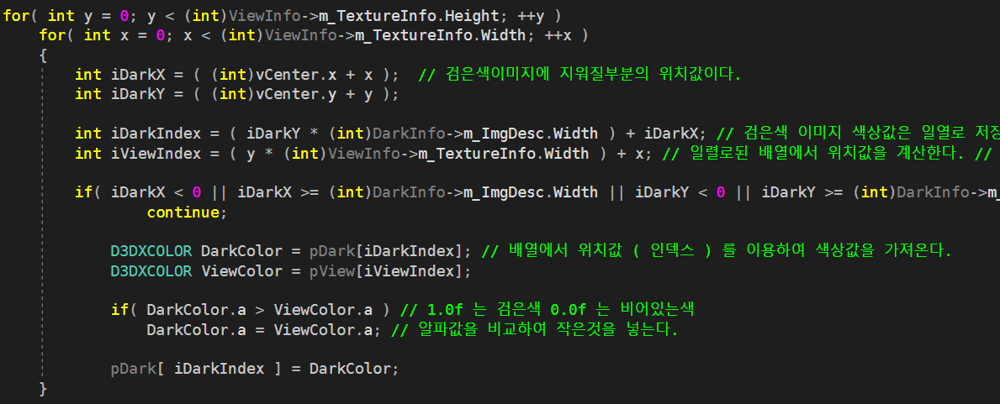 for( int y = 0; y < (int)ViewInfo->m_TextureInfo.Height; ++y )
for( int x = 0; x < (int)ViewInfo->m_TextureInfo.Width; ++x )
{
int iDarkX = ( (int)vCenter.x + x ); // 검은색이미지에 지워질부분의 위치값이다.
int iDarkY = ( (int)vCenter.y + y );
int iDarkIndex = ( iDarkY * (int)DarkInfo->m_ImgDesc.Width ) + iDarkX; // 검은색 이미지 색상값은 일열로 저장
int iViewIndex = ( y * (int)ViewInfo->m_TextureInfo.Width ) + x; // 일렬로된 배열에서 위치값을 계산한다. //
if( iDarkX < 0 || iDarkX >= (int)DarkInfo->m_ImgDesc.Width || iDarkY < 0 || iDarkY >= (int)DarkInfo->m_
continue;
D3DXCOLOR DarkColor = pDark[iDarkIndex]; // 배열에서 위치값 ( 인덱스 ) 를 이용하여 색상값을 가져온다.
D3DXCOLOR ViewColor = pView[iViewIndex];
if( DarkColor.a > ViewColor.a ) // 1.0f 는 검은색 0.0f 는 비어있는색
DarkColor.a = ViewColor.a; // 알파값을 비교하여 작은것을 넣는다.
pDark[ iDarkIndex ] = DarkColor;
}